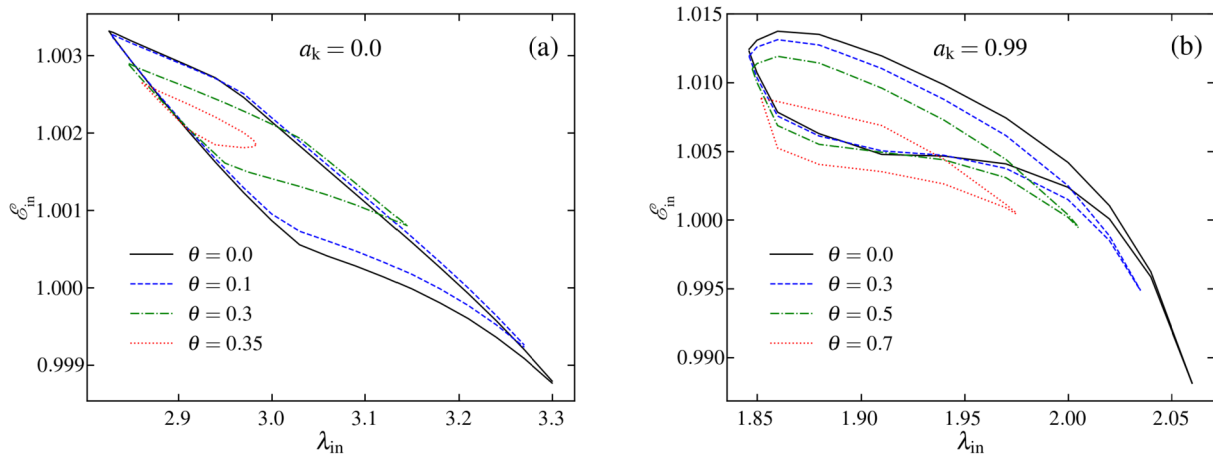 a_k = 0.0
(a)
1.003
1.002
1.001
1.000
0.999
ℰ_in
θ = 0.0
θ = 0.1
θ = 0.3
θ = 0.35
2.9 3.0 3.1 3.2 3.3
λ_in
a_k = 0.99
(b)
1.015
1.010
1.005
1.000
0.995
0.990
ℰ_in
θ = 0.0
θ = 0.3
θ = 0.5
θ = 0.7
1.85 1.90 1.95 2.00 2.05
λ_in